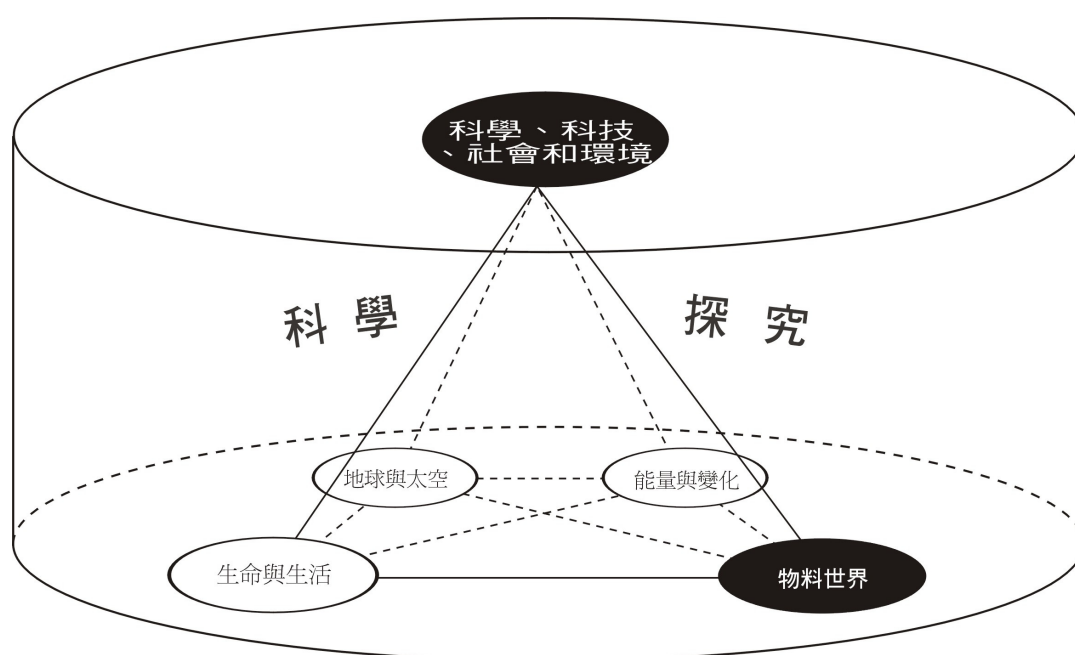 科學、科技
、社會和環境
科學 探究
地球與太空
能量與變化
生命與生活
物料世界